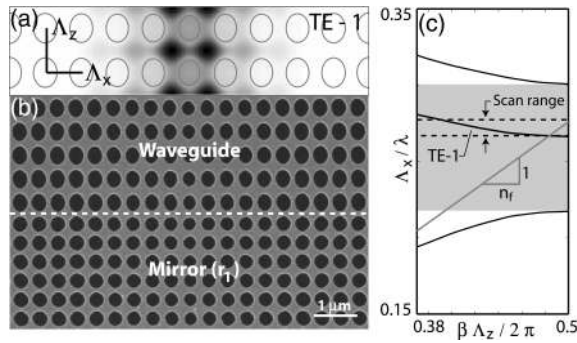 (a)
Λz
Λx
TE - 1
(b)
Waveguide
Mirror (r1)
1 μm
(c)
0.35
Λx/λ
0.15
Scan range
TE-1
1
nf
0.38
β Λz/2 π
0.5